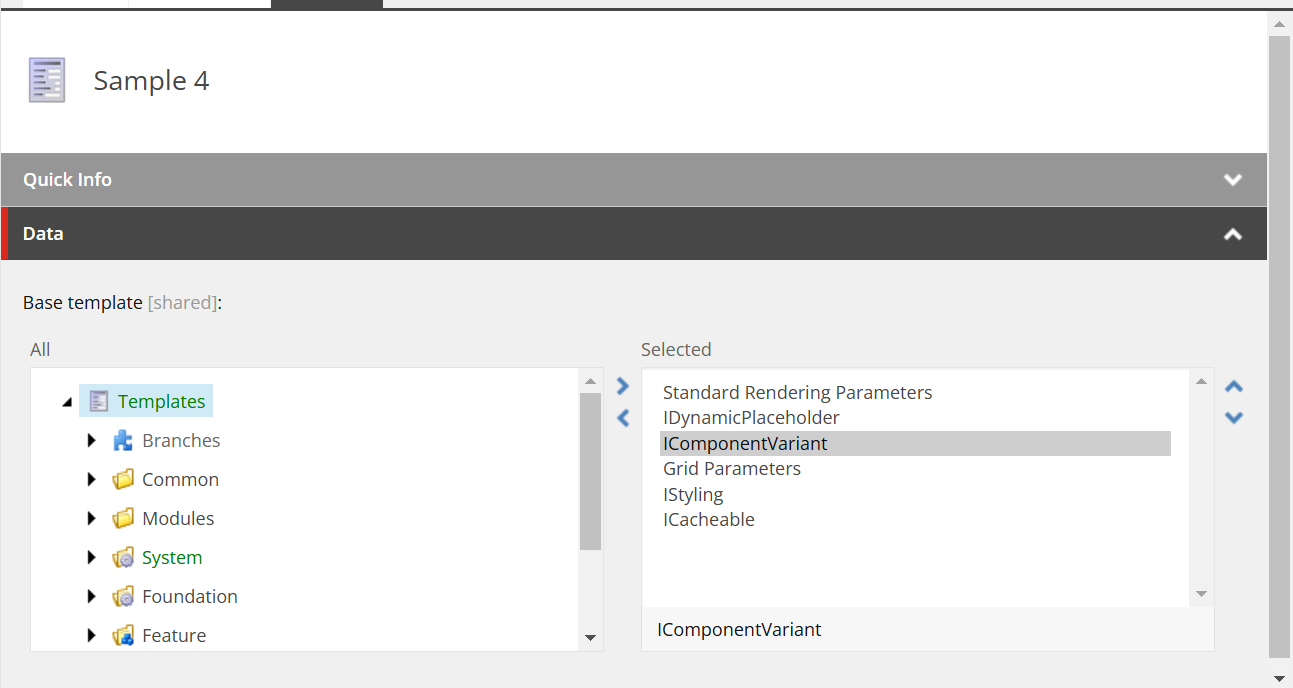 Sample 4
Quick Info
Data
Base template [shared]:
All
Templates
Branches
Common
Modules
System
Foundation
Feature
Selected
Standard Rendering Parameters
IDynamicPlaceholder
IComponentVariant
Grid Parameters
IStyling
ICacheable
IComponentVariant